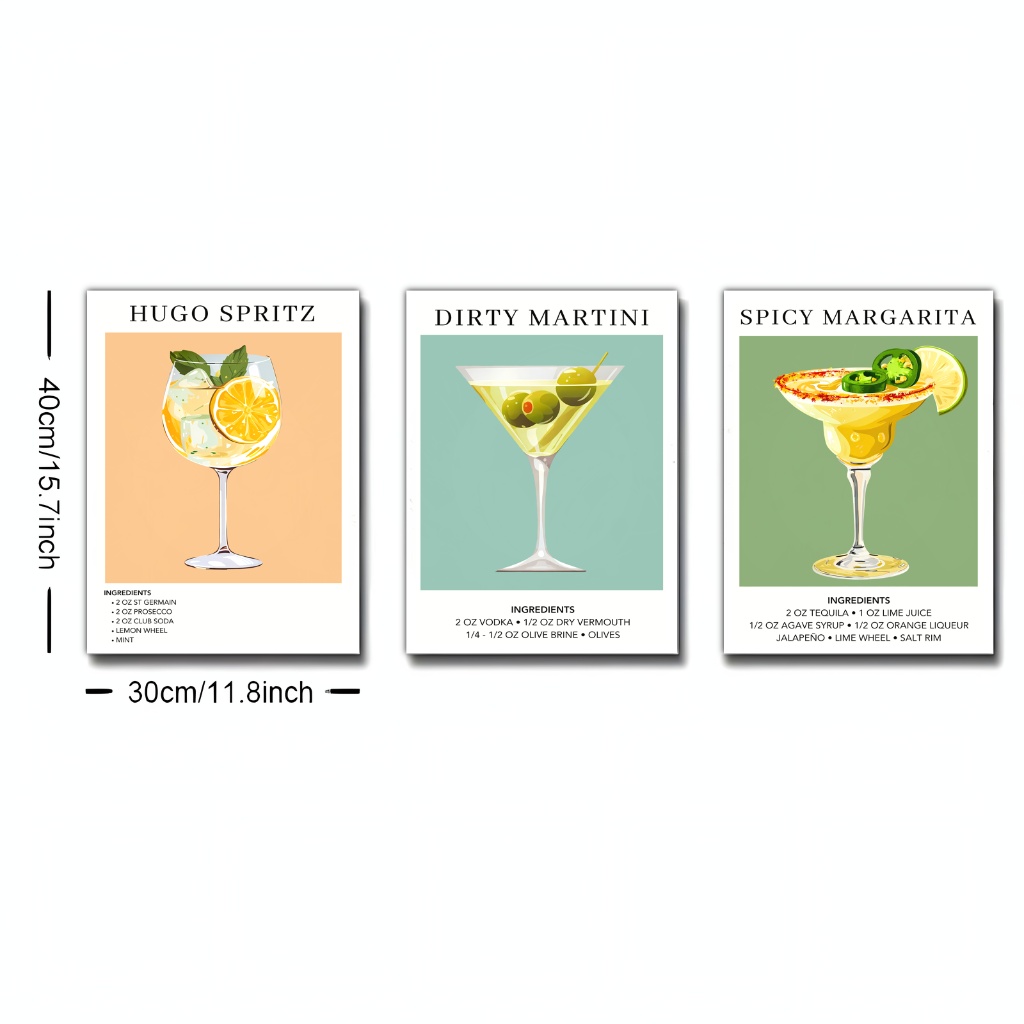 HUGO SPRITZ
INGREDIENTS
• 2 OZ ST GERMAIN
• 2 OZ PROSECCO
• 2 OZ CLUB SODA
• LEMON WHEEL
• MINT
DIRTY MARTINI
INGREDIENTS
2 OZ VODKA • 1/2 OZ DRY VERMOUTH
1/4 - 1/2 OZ OLIVE BRINE • OLIVES
SPICY MARGARITA
INGREDIENTS
2 OZ TEQUILA • 1 OZ LIME JUICE
1/2 OZ AGAVE SYRUP • 1/2 OZ ORANGE LIQUEUR
JALAPEÑO • LIME WHEEL • SALT RIM
40cm/15.7inch
30cm/11.8inch